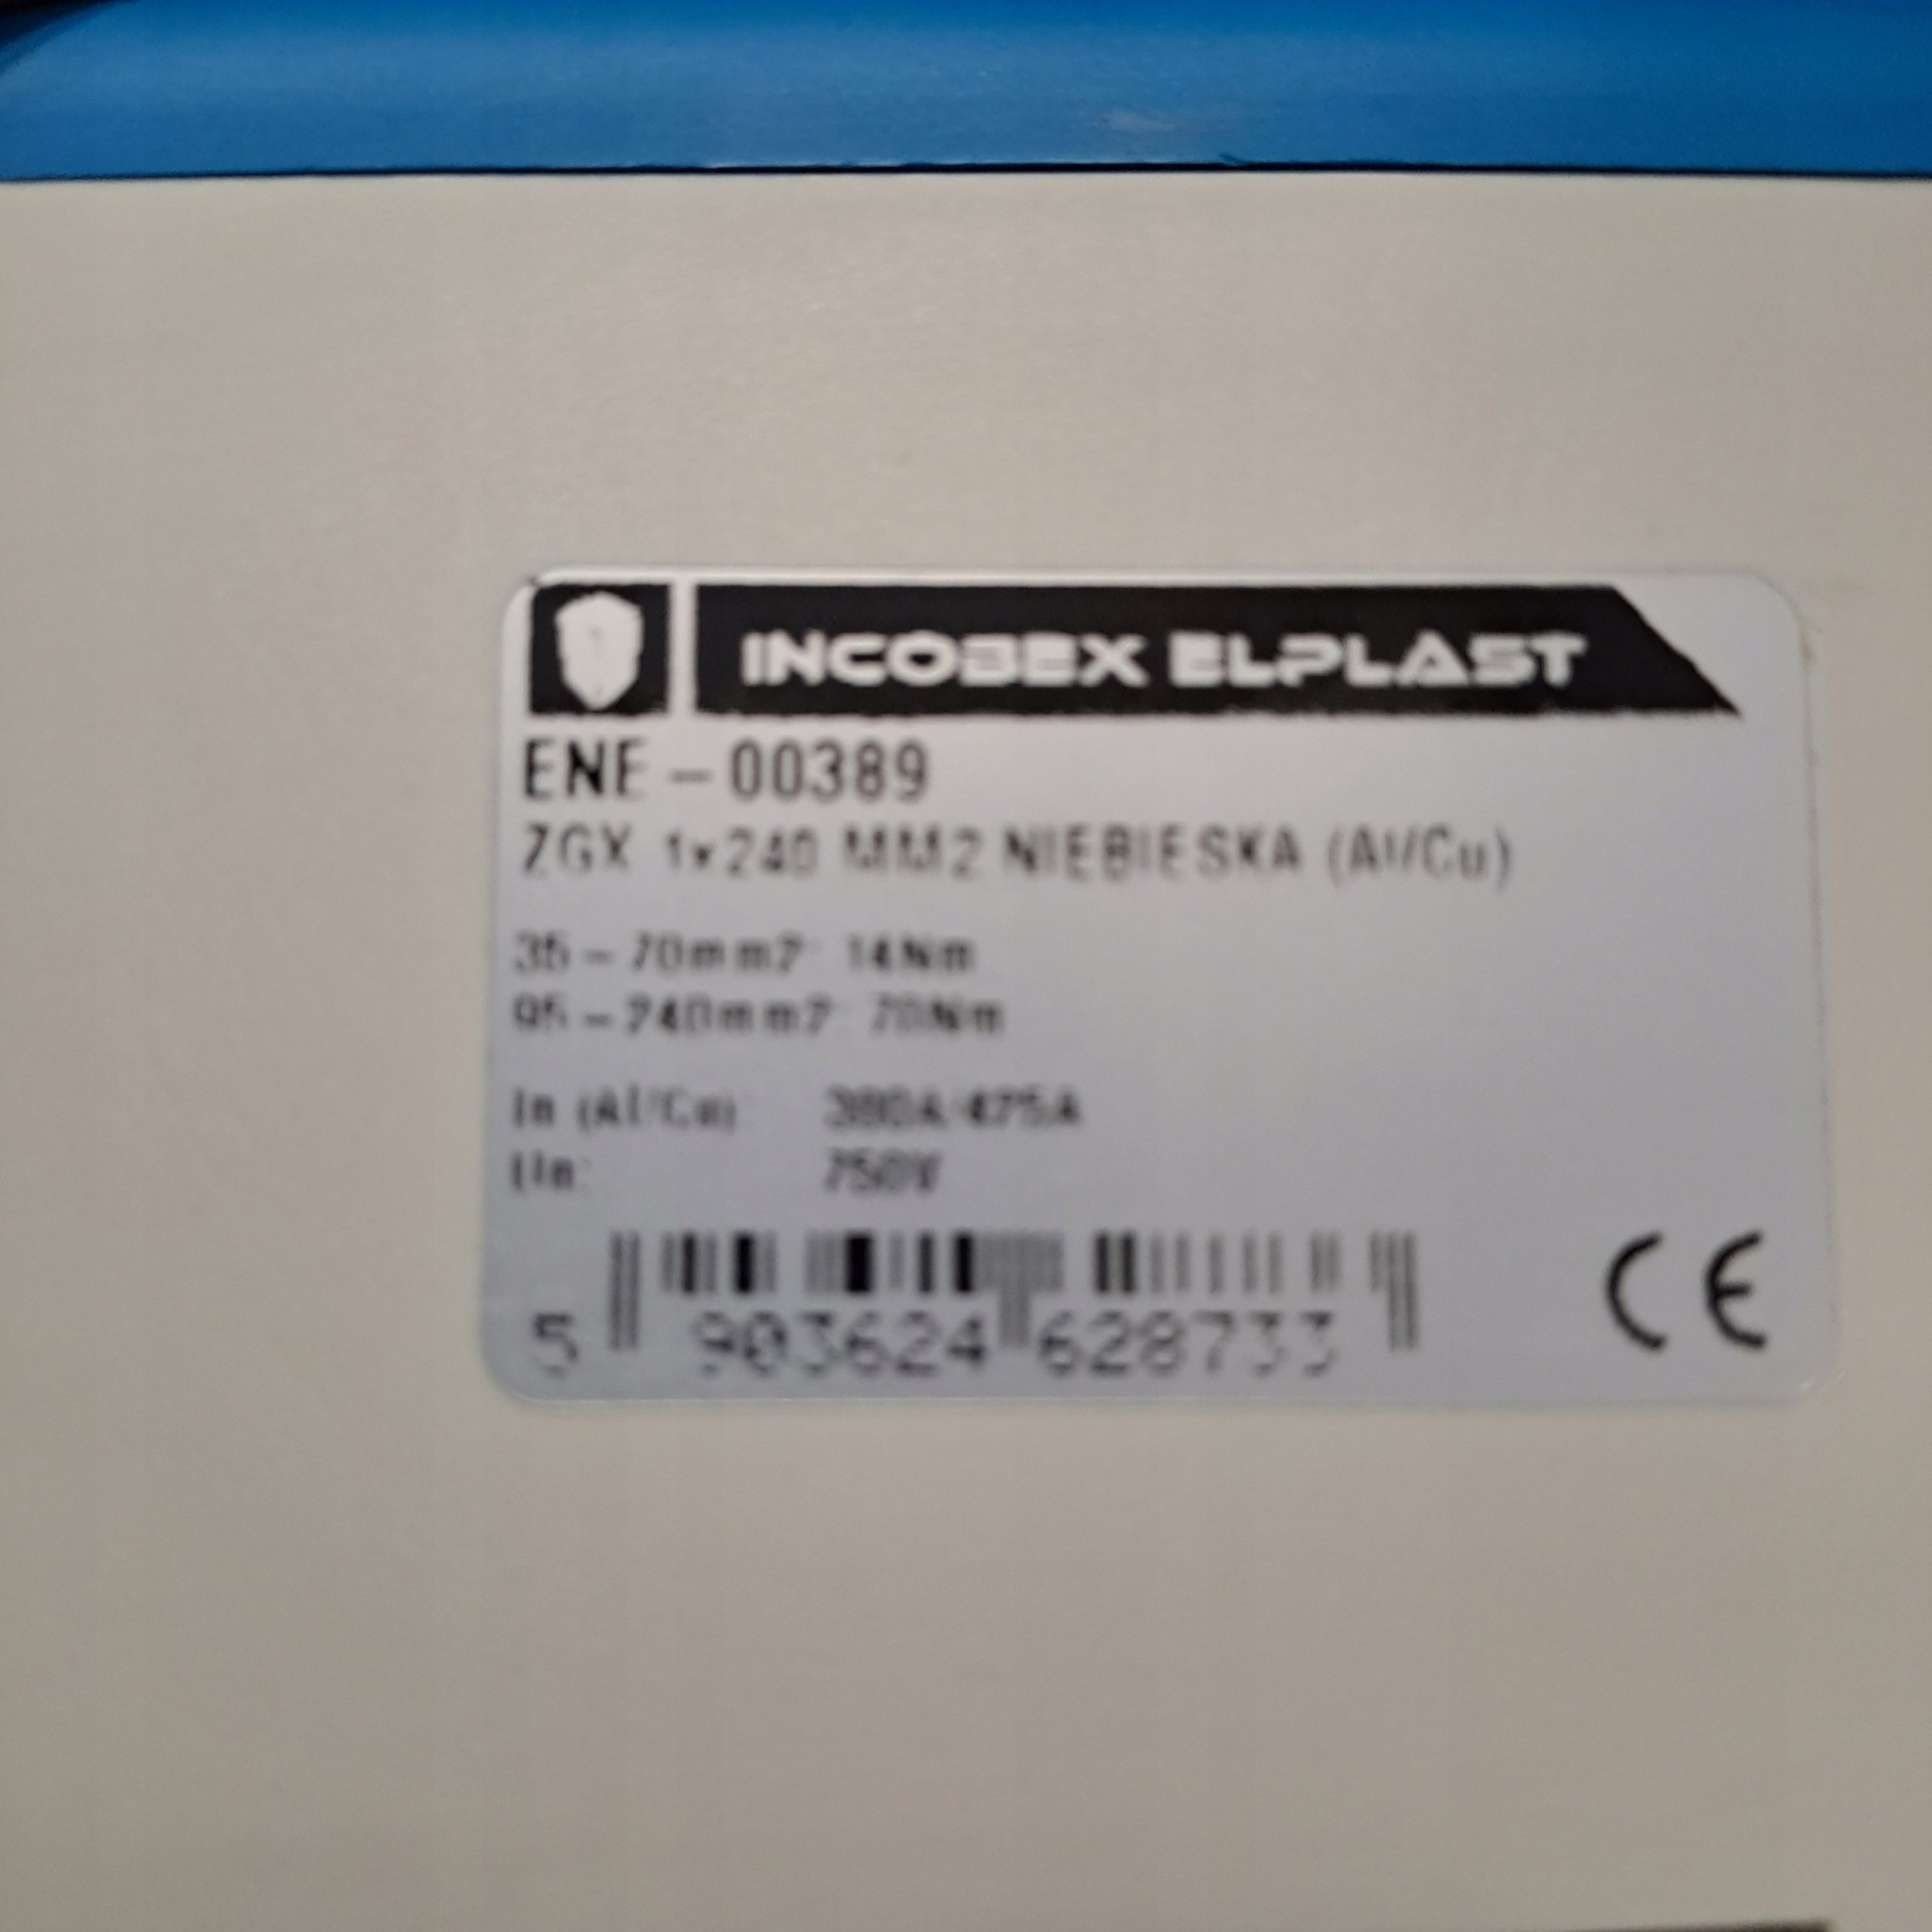 INCOBEX ELPLAST
ENE-00389
ZGX 1x240 MM2 NIEBIESKA (Al/Cu)
35-70mm2: 14Nm
95-240mm2: 70Nm
In (Al/Cu): 380A/425A
Un: 750V
5 903624 628733
CE